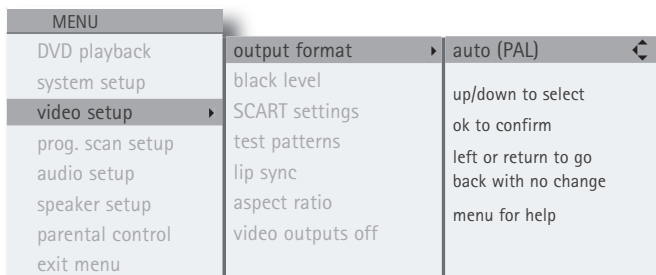 MENU
DVD playback
system setup
video setup
prog. scan setup
audio setup
speaker setup
parental control
exit menu
output format
black level
SCART settings
test patterns
lip sync
aspect ratio
video outputs off
auto (PAL)
up/down to select
ok to confirm
left or return to go
back with no change
menu for help